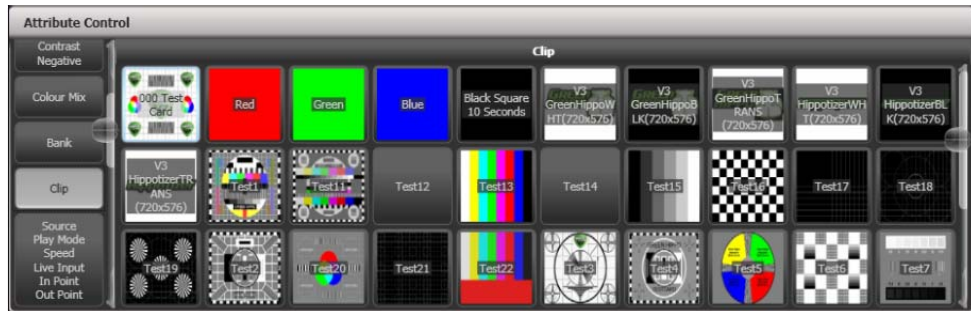 Attribute Control
Contrast
Negative
Colour Mix
Bank
Clip
Source
Play Mode
Speed
Live Input
In Point
Out Point
Clip
000 Test
Card
Red
Green
Blue
Black Square
10 Seconds
V3
GreenHippoW
HT(720x576)
V3
GreenHippoB
LK(720x576)
V3
GreenHippoT
RANS
(720x576)
V3
HippotizerWH
T(720x576)
V3
HippotizerBL
K(720x576)
V3
HippotizerTR
ANS
(720x576)
Test1
Test11
Test12
Test13
Test14
Test15
Test16
Test17
Test18
Test19
Test2
Test20
Test21
Test22
Test3
Test4
Test5
Test6
Test7